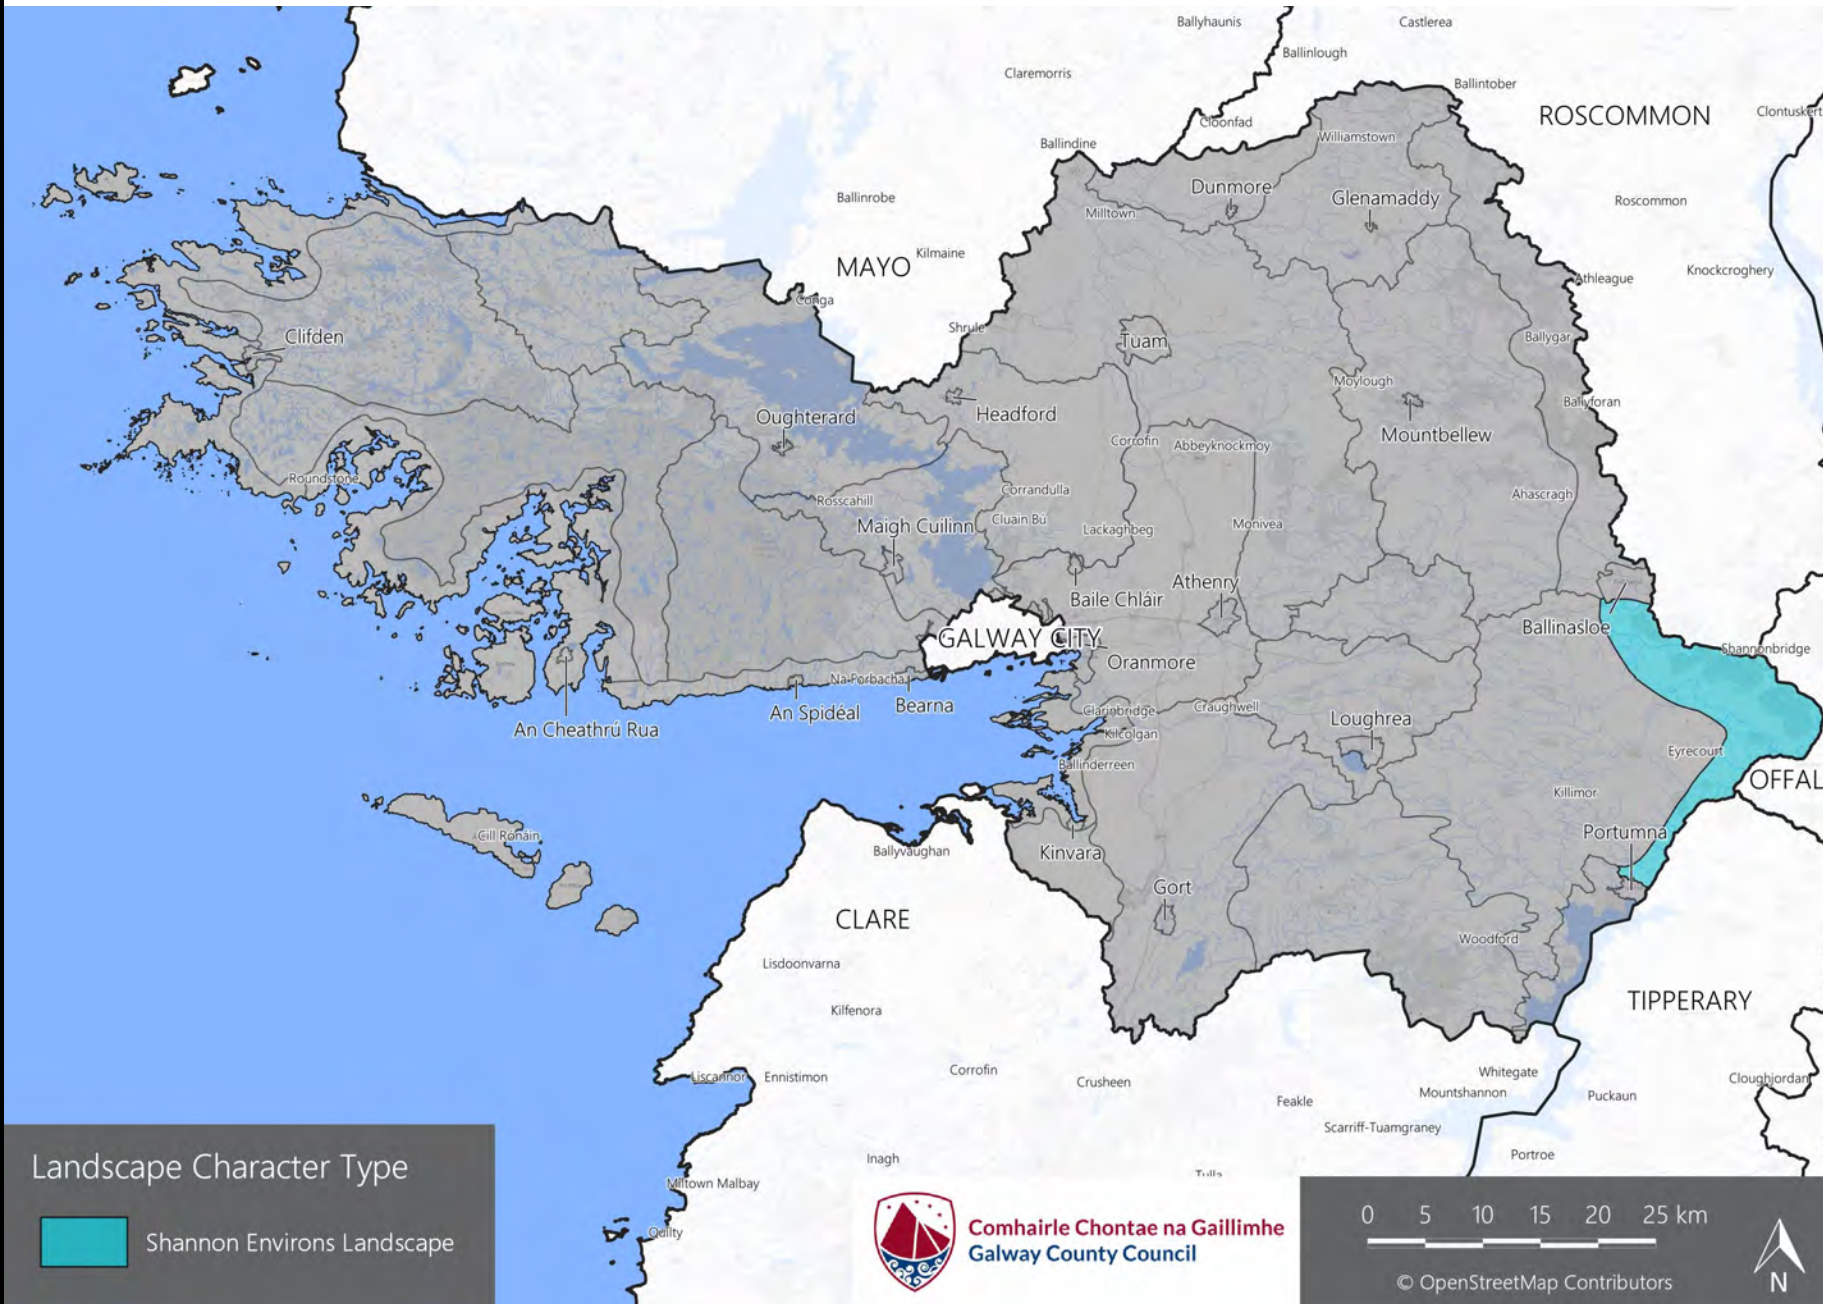 Ballyhaunis
Castlerea
Ballinlough
Claremorris
Ballintober
ROSCOMMON
Clontuskert
Cloonfad
Williamstown
Ballindine
Dunmore
Glenamaddy
Ballinrobe
Milltown
Roscommon
MAYO
Kilmaine
Knockcroghery
Athleague
Conga
Shrule
Clifden
Tuam
Ballygar
Moylough
Ballyforan
Oughterard
Headford
Mountbellew
Corrofin
Abbeyknockmoy
Roundstone
Corrandulla
Ahascragh
Rosscahill
Maigh Cuilinn
Cluain Bú
Lackaghbeg
Monivea
Athenry
Baile Chláir
Ballinasloe
GALWAY CITY
Shannonbridge
Oranmore
Na Forbacha
Bearna
An Spidéal
Clarinbridge
Craughwell
Loughrea
An Cheathrú Rua
Kilcolgan
Eyrecourt
Ballinderreen
OFFAL
Killimor
Cill Rónáin
Portumna
Ballyvaughan
Kinvara
Gort
CLARE
Woodford
Lisdoonvarna
TIPPERARY
Kilfenora
Liscannor
Ennistimon
Corrofin
Crusheen
Whitegate
Mountshannon
Cloughjordan
Feakle
Puckaun
Scarriff-Tuamgraney
Inagh
Portroe
Tulla
Miltown Malbay
Quilty
Landscape Character Type
Shannon Environs Landscape
Comhairle Chontae na Gaillimhe
Galway County Council
0 5 10 15 20 25 km
© OpenStreetMap Contributors
N